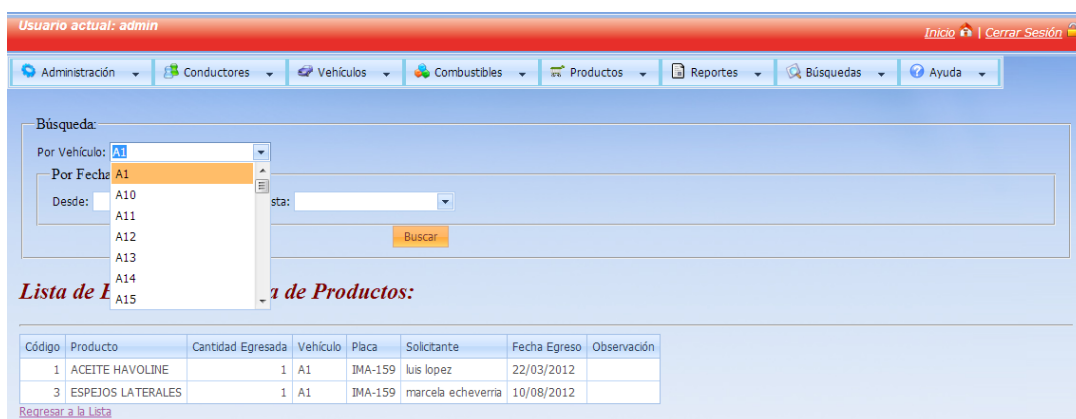 Usuario actual: admin
Inicio | Cerrar Sesión
Administración Conductores Vehículos Combustibles Productos Reportes Búsquedas Ayuda
Búsqueda:
Por Vehículo: A1
A1
A10
A11
A12
A13
A14
A15
Por Fecha
Desde: sta:
Buscar
Lista de a de Productos:
Código Producto Cantidad Egresada Vehículo Placa Solicitante Fecha Egreso Observación
1 ACEITE HAVOLINE 1 A1 IMA-159 luis lopez 22/03/2012
3 ESPEJOS LATERALES 1 A1 IMA-159 marcela echeverria 10/08/2012
Regresar a la Lista